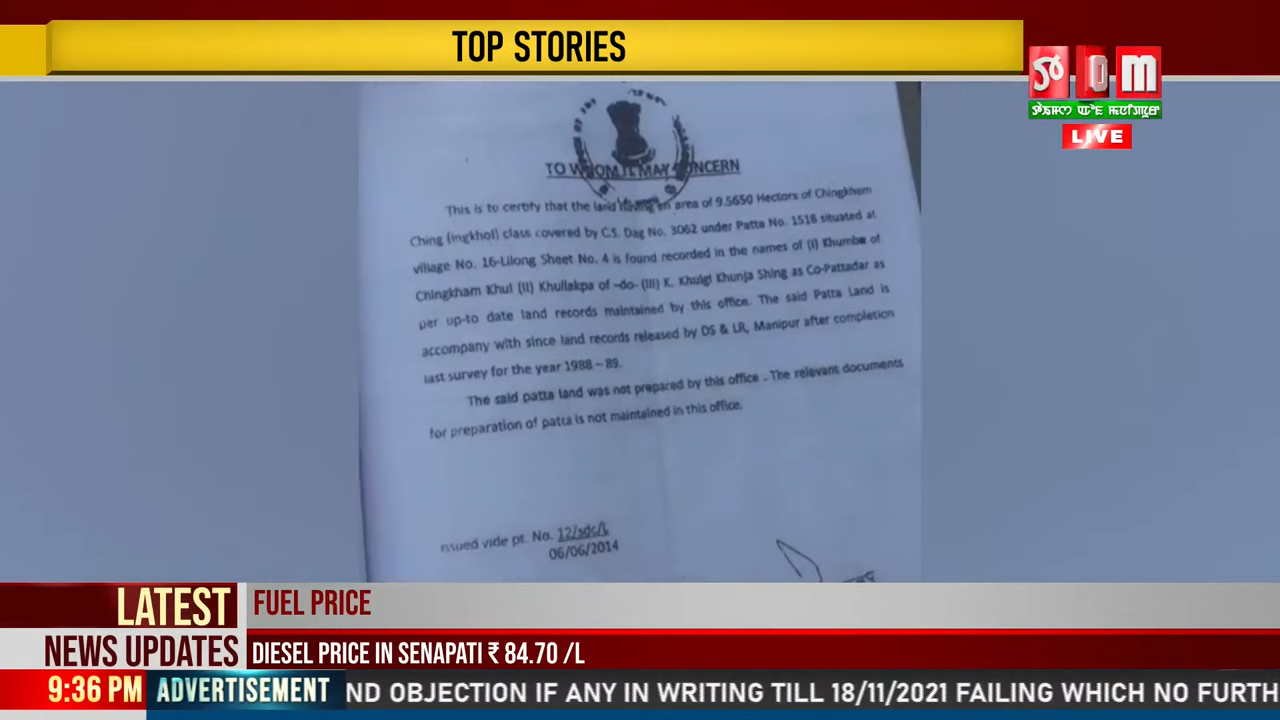 TOP STORIES
LIVE
TO WHOM IT MAY CONCERN
This is to certify that the land having an area of 9.5650 Hectors of Chingkham
Ching (ingkhol) class covered by C.S. Dag No. 3062 under Patta No. 1518 situated at
village No. 16-Lilong Sheet No. 4 is found recorded in the names of (I) Khumba of
Chingkham Khul (II) Khullakpa of -do- (III) K. Khulgi Khunja Shing as Co-Pattadar as
per up-to date land records maintained by this office. The said Patta Land is
accompany with since land records released by DS & LR, Manipur after completion
last survey for the year 1988 – 89.
The said patta land was not prepared by this office . The relevant documents
for preparation of patta is not maintained in this office.
ssued vide pt. No. 12/sdc/L
06/06/2014
LATEST
NEWS UPDATES
FUEL PRICE
DIESEL PRICE IN SENAPATI ₹ 84.70 /L
9:36 PM
ADVERTISEMENT
ND OBJECTION IF ANY IN WRITING TILL 18/11/2021 FAILING WHICH NO FURTH